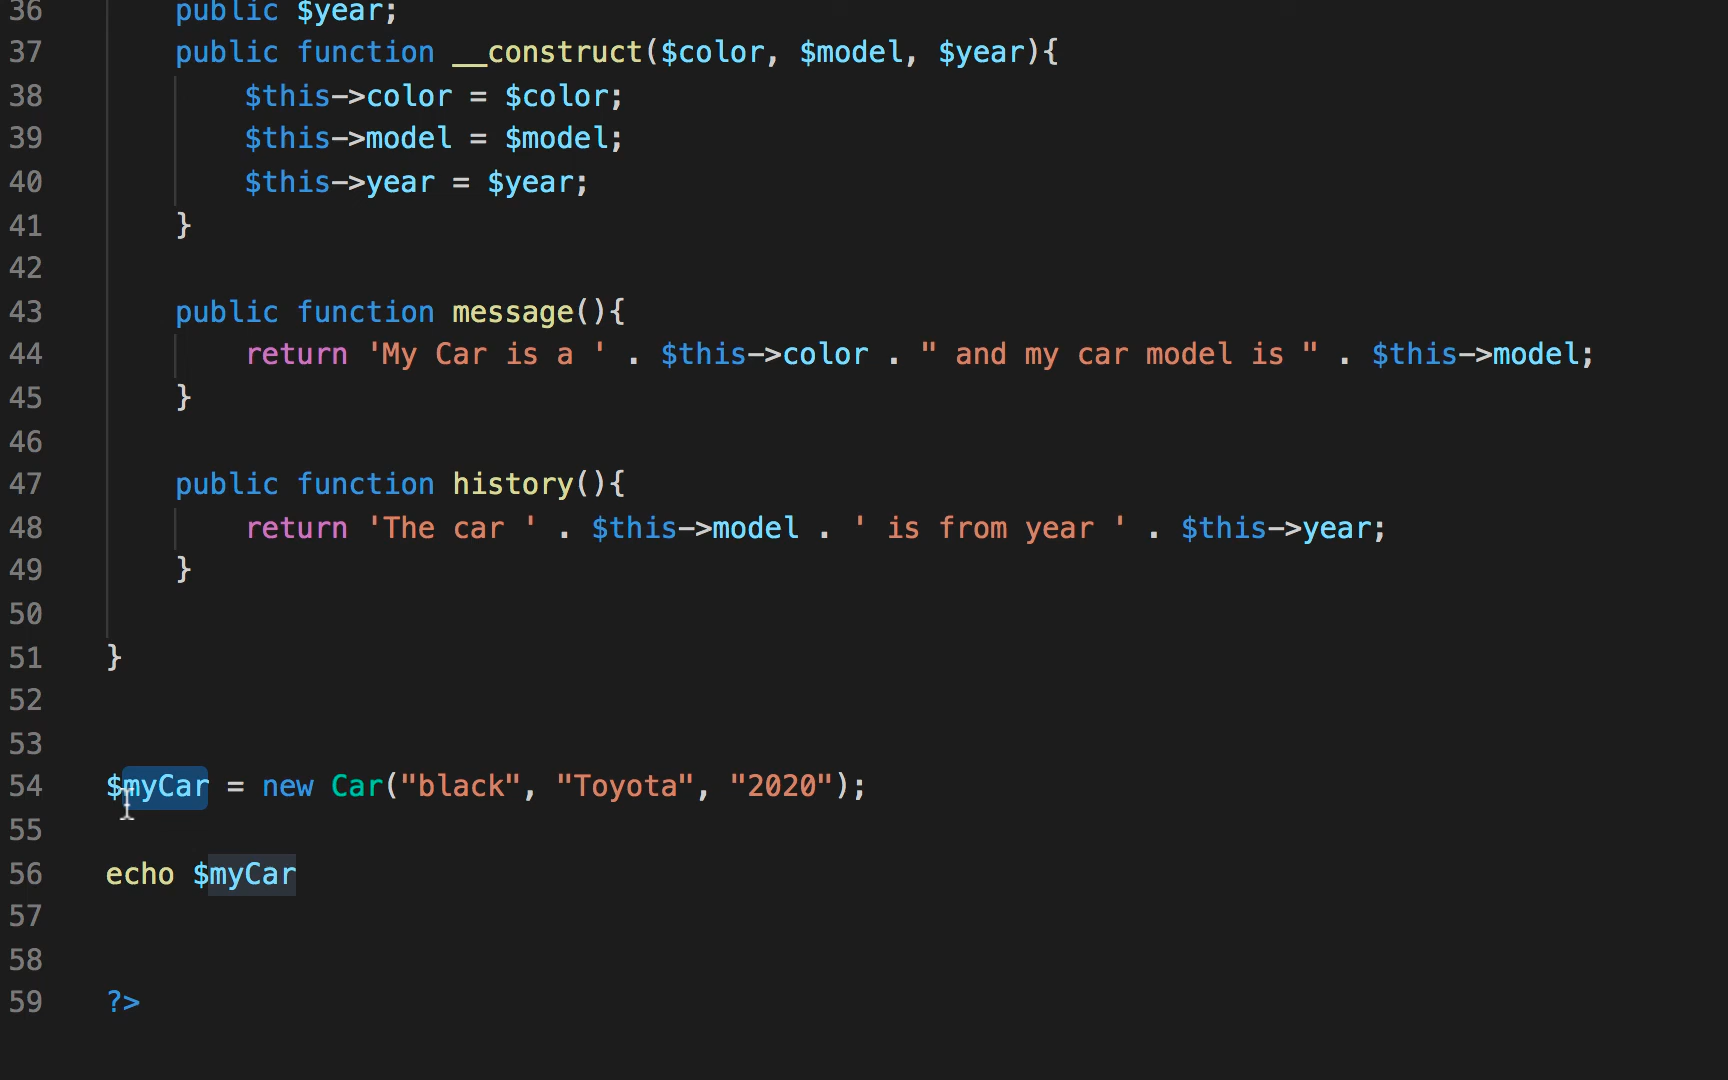 36 public $year;
37 public function __construct($color, $model, $year){
38 $this->color = $color;
39 $this->model = $model;
40 $this->year = $year;
41 }
42
43 public function message(){
44 return 'My Car is a ' . $this->color . " and my car model is " . $this->model;
45 }
46
47 public function history(){
48 return 'The car ' . $this->model . ' is from year ' . $this->year;
49 }
50
51 }
52
53
54 $myCar = new Car("black", "Toyota", "2020");
55
56 echo $myCar
57
58
59 ?>